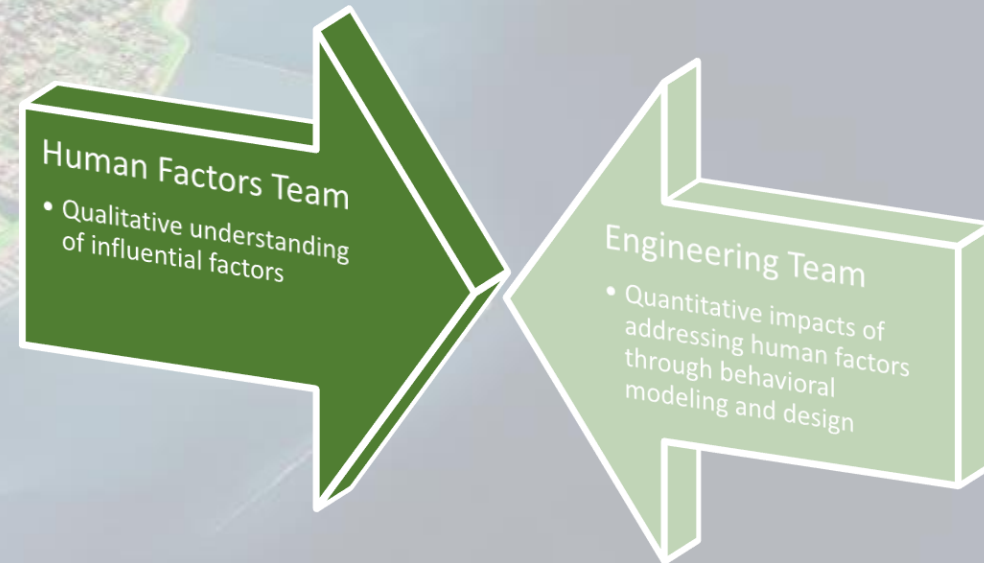 Human Factors Team
• Qualitative understanding
of influential factors
Engineering Team
• Quantitative impacts of
addressing human factors
through behavioral
modeling and design